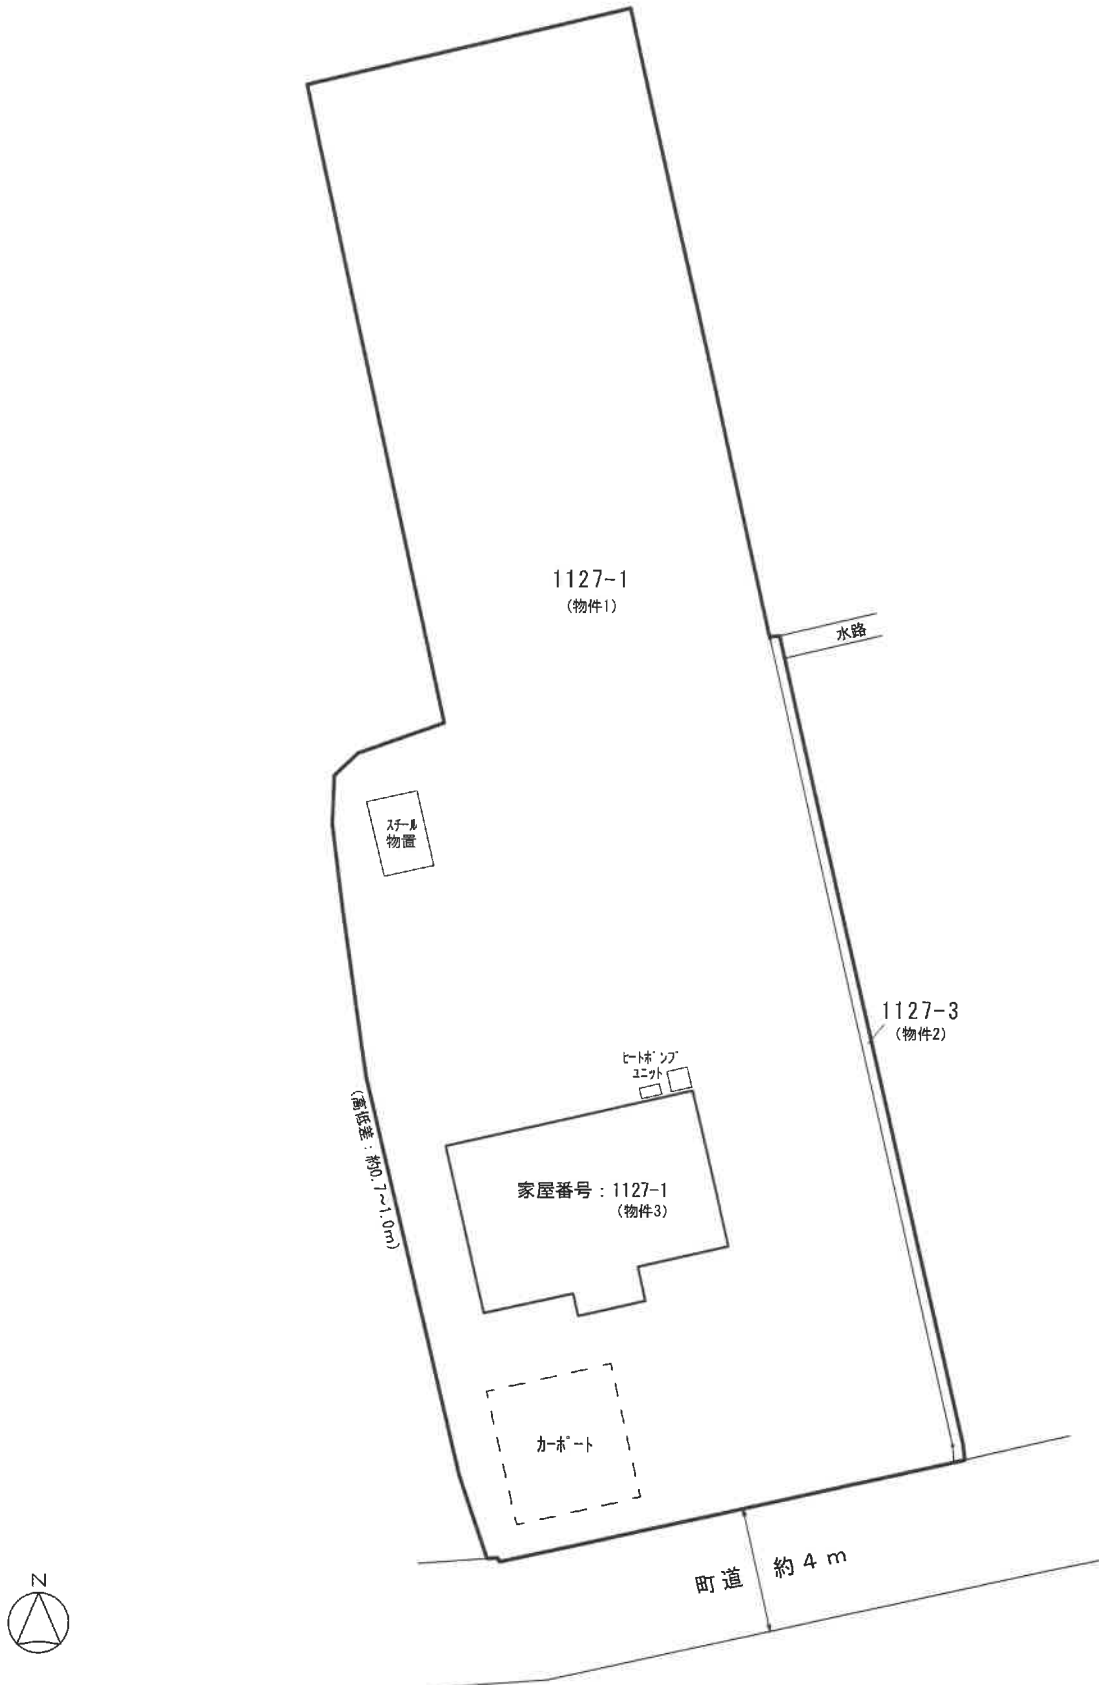 1127-1
(物件1)
水路
スチール
物置
1127-3
(物件2)
ヒートポンプ
ユニット
(高低差：約0.7~1.0m)
家屋番号：1127-1
(物件3)
カーポート
町道 約4m
N